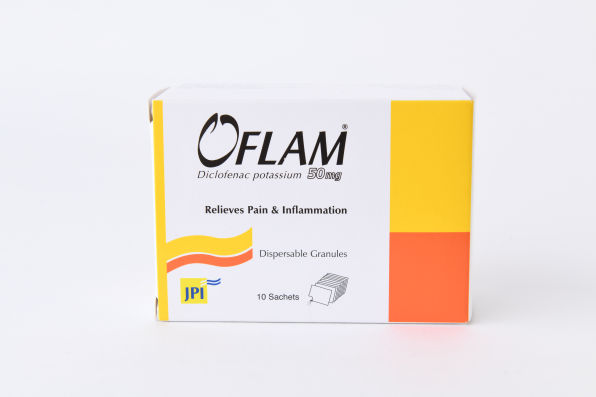 OFLAM®
Diclofenac potassium 50mg
Relieves Pain & Inflammation
Dispersable Granules
JPI
10 Sachets